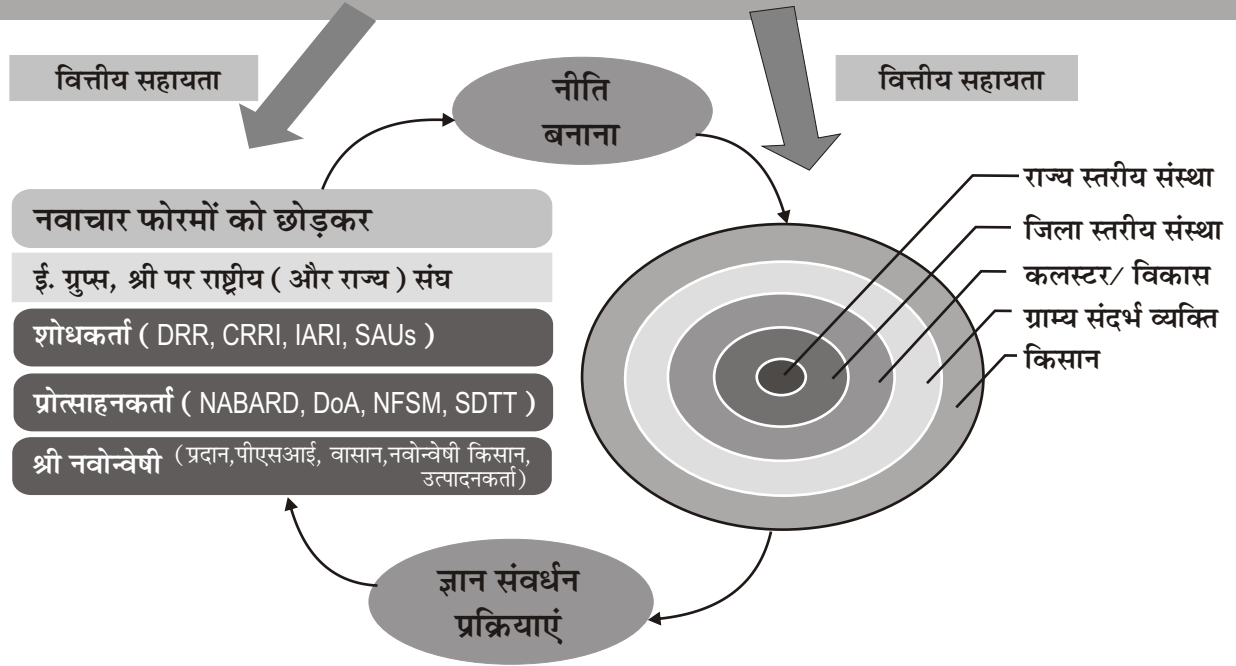 वित्तीय सहायता
नीति
बनाना
वित्तीय सहायता
नवाचार फोरमों को छोड़कर
ई. ग्रुप्स, श्री पर राष्ट्रीय ( और राज्य ) संघ
शोधकर्ता ( DRR, CRRI, IARI, SAUs )
प्रोत्साहनकर्ता ( NABARD, DoA, NFSM, SDTT )
श्री नवोन्वेषी (प्रदान,पीएसआई, वासान,नवोन्वेषी किसान,
उत्पादनकर्ता)
राज्य स्तरीय संस्था
जिला स्तरीय संस्था
कलस्टर/ विकास
ग्राम्य संदर्भ व्यक्ति
किसान
ज्ञान संवर्धन
प्रक्रियाएं